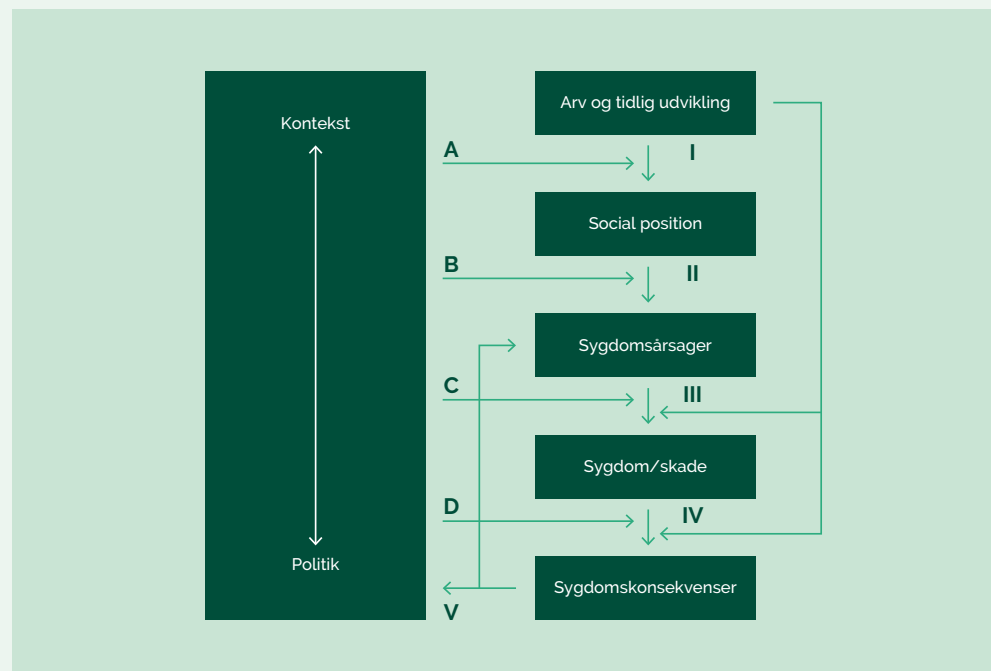 Kontekst
Politik
Arv og tidlig udvikling
A
I
Social position
B
II
Sygdomsårsager
C
III
Sygdom/skade
D
IV
Sygdomskonsekvenser
V